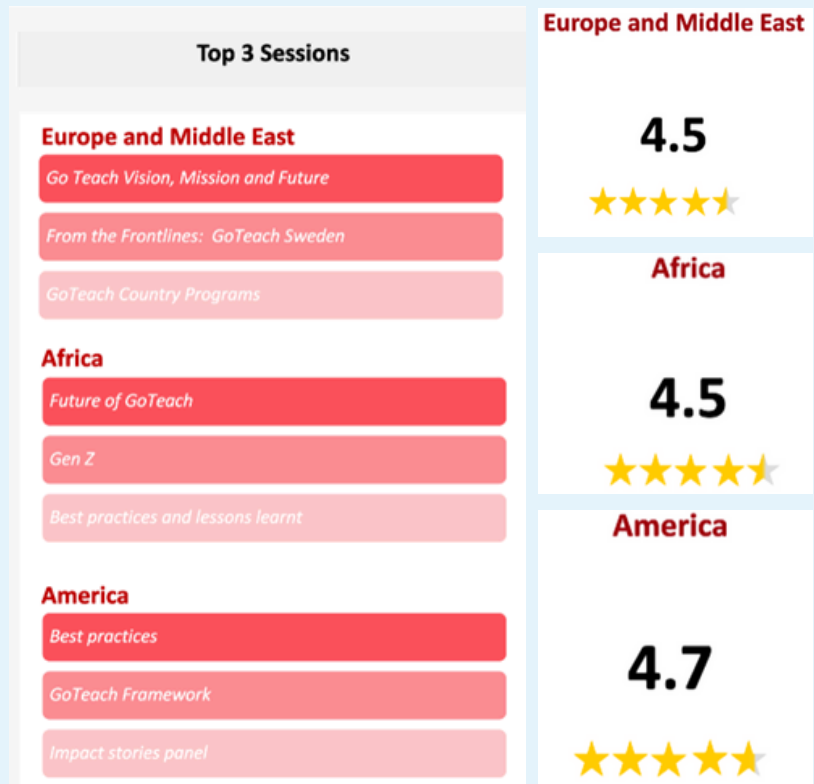 Top 3 Sessions
Europe and Middle East
Go Teach Vision, Mission and Future
From the Frontlines: GoTeach Sweden
GoTeach Country Programs
Africa
Future of GoTeach
Gen Z
Best practices and lessons learnt
America
Best practices
GoTeach Framework
Impact stories panel
Europe and Middle East
4.5
Africa
4.5
America
4.7